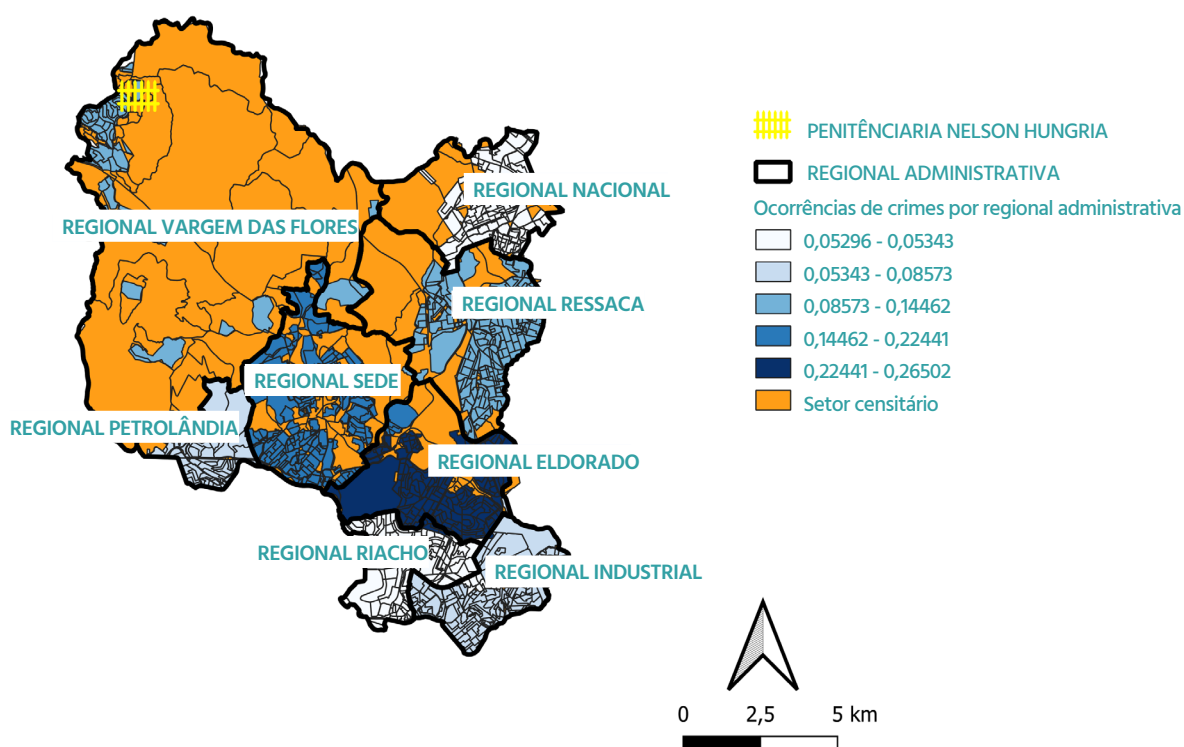 PENITÊNCIARIA NELSON HUNGRIA
REGIONAL ADMINISTRATIVA
Ocorrências de crimes por regional administrativa
0,05296 - 0,05343
0,05343 - 0,08573
0,08573 - 0,14462
0,14462 - 0,22441
0,22441 - 0,26502
Setor censitário
REGIONAL NACIONAL
REGIONAL VARGEM DAS FLORES
REGIONAL RESSACA
REGIONAL SEDE
REGIONAL PETROLÂNDIA
REGIONAL ELDORADO
REGIONAL RIACHO
REGIONAL INDUSTRIAL
0 2,5 5 km